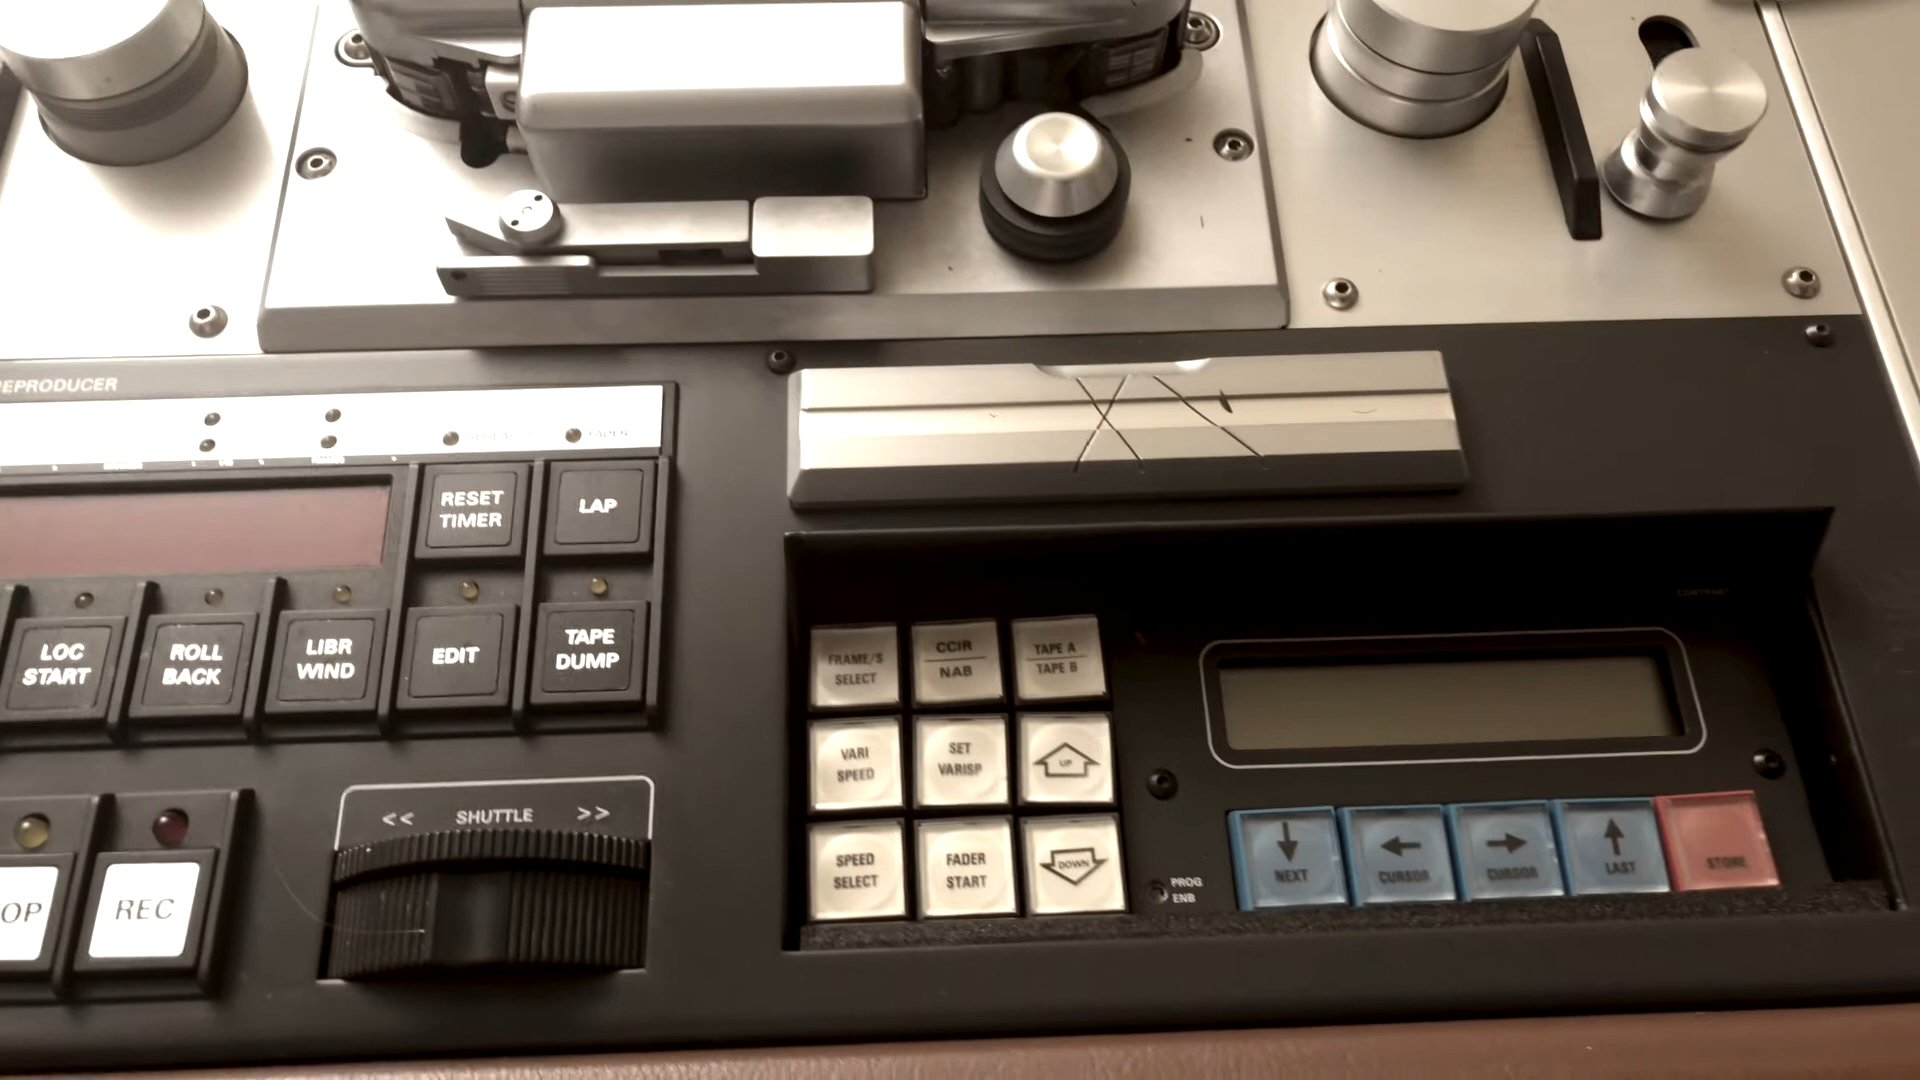 REPRODUCER
RESET
TIMER
LAP
LOC
START
ROLL
BACK
LIBR
WIND
EDIT
TAPE
DUMP
<< SHUTTLE >>
OP
REC
FRAME/S
SELECT
CCIR
NAB
TAPE A
TAPE B
VARI
SPEED
SET
VARISP
UP
SPEED
SELECT
FADER
START
DOWN
CONTRAST
PROG
ENB
NEXT
CURSOR
CURSOR
LAST
STORE